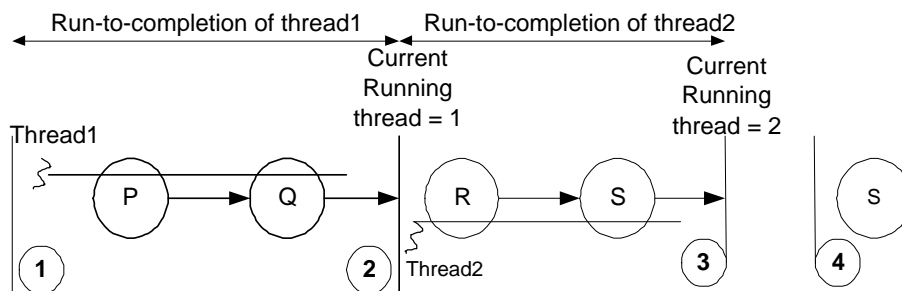 Run-to-completion of thread1
Run-to-completion of thread2
Current
Running
thread = 1
Current
Running
thread = 2
Thread1
P
Q
R
S
S
1
2
Thread2
3
4